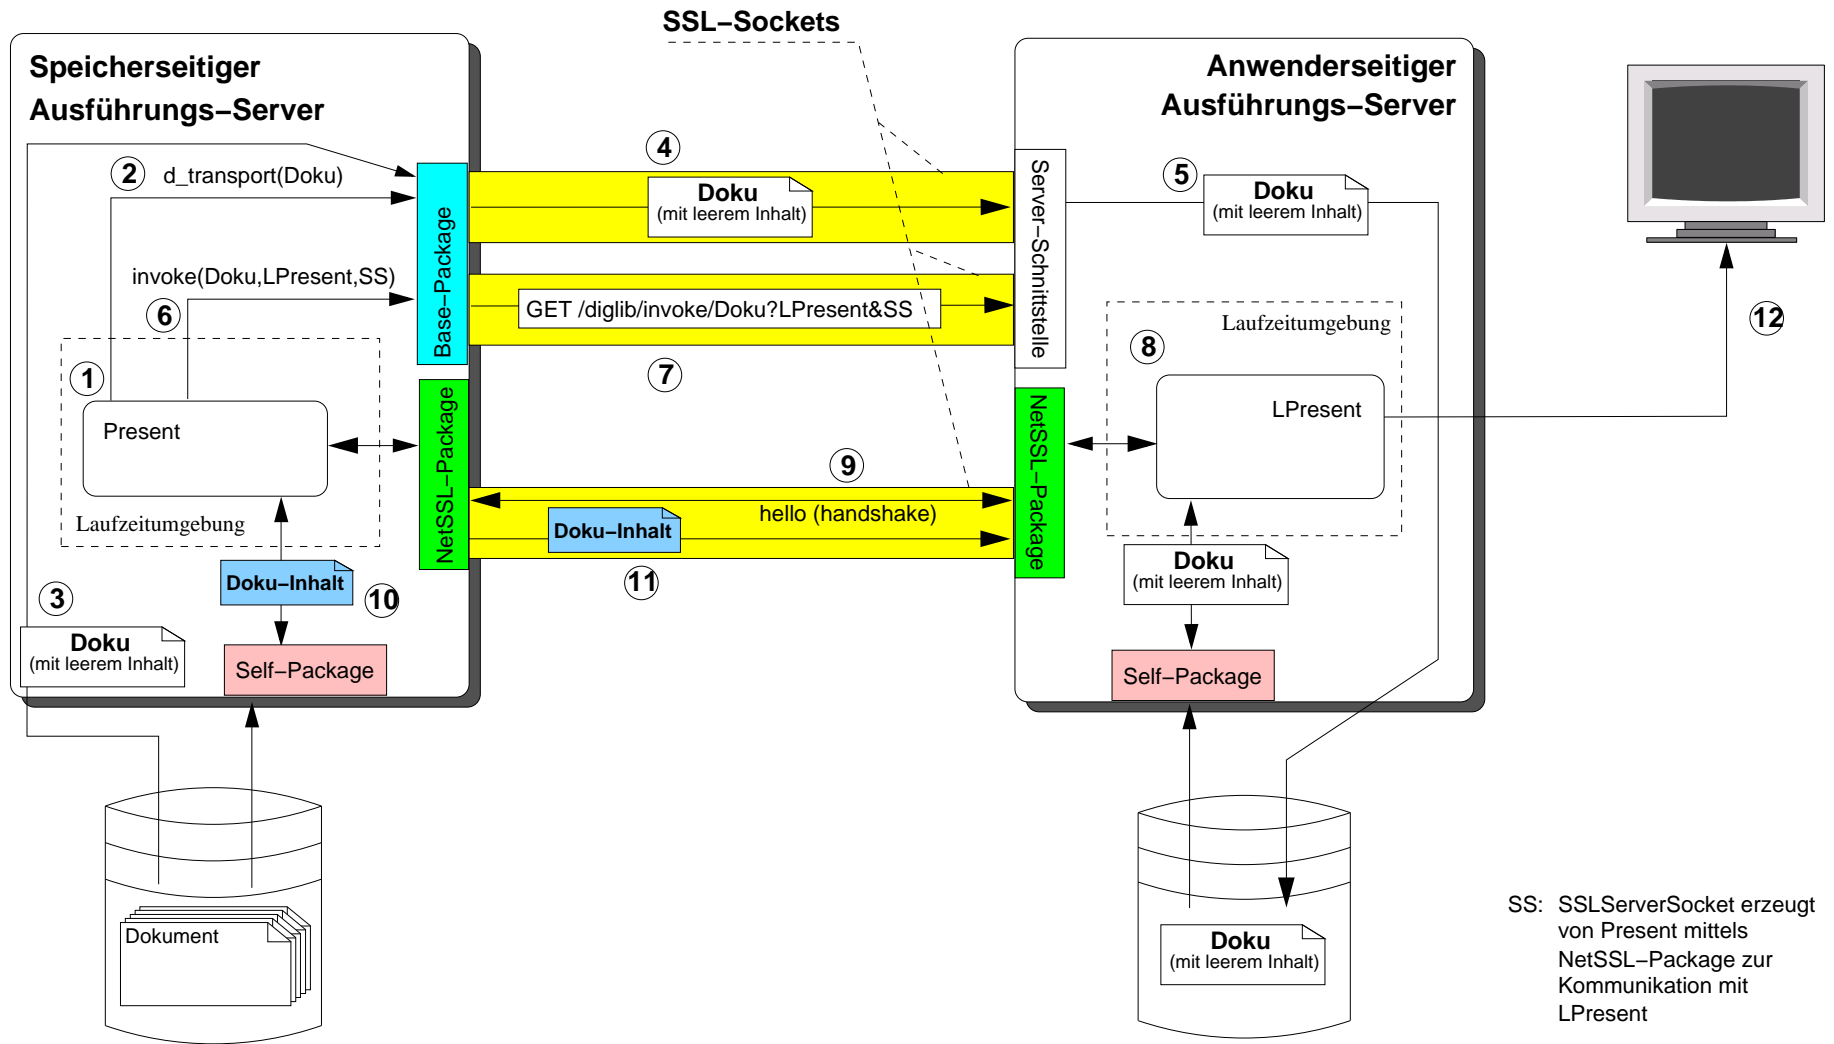 SSL–Sockets
Speicherseitiger
Ausführungs–Server
Anwenderseitiger
Ausführungs–Server
2
d_transport(Doku)
4
Doku
(mit leerem Inhalt)
5
Doku
(mit leerem Inhalt)
Base–Package
Server–Schnittstelle
invoke(Doku,LPresent,SS)
6
GET /diglib/invoke/Doku?LPresent&SS
7
Laufzeitumgebung
8
LPresent
12
1
Present
Laufzeitumgebung
NetSSL–Package
NetSSL–Package
9
hello (handshake)
Doku–Inhalt
11
Doku–Inhalt
10
3
Doku
(mit leerem Inhalt)
Self–Package
Doku
(mit leerem Inhalt)
Self–Package
Dokument
Doku
(mit leerem Inhalt)
SS: SSLServerSocket erzeugt
von Present mittels
NetSSL–Package zur
Kommunikation mit
LPresent